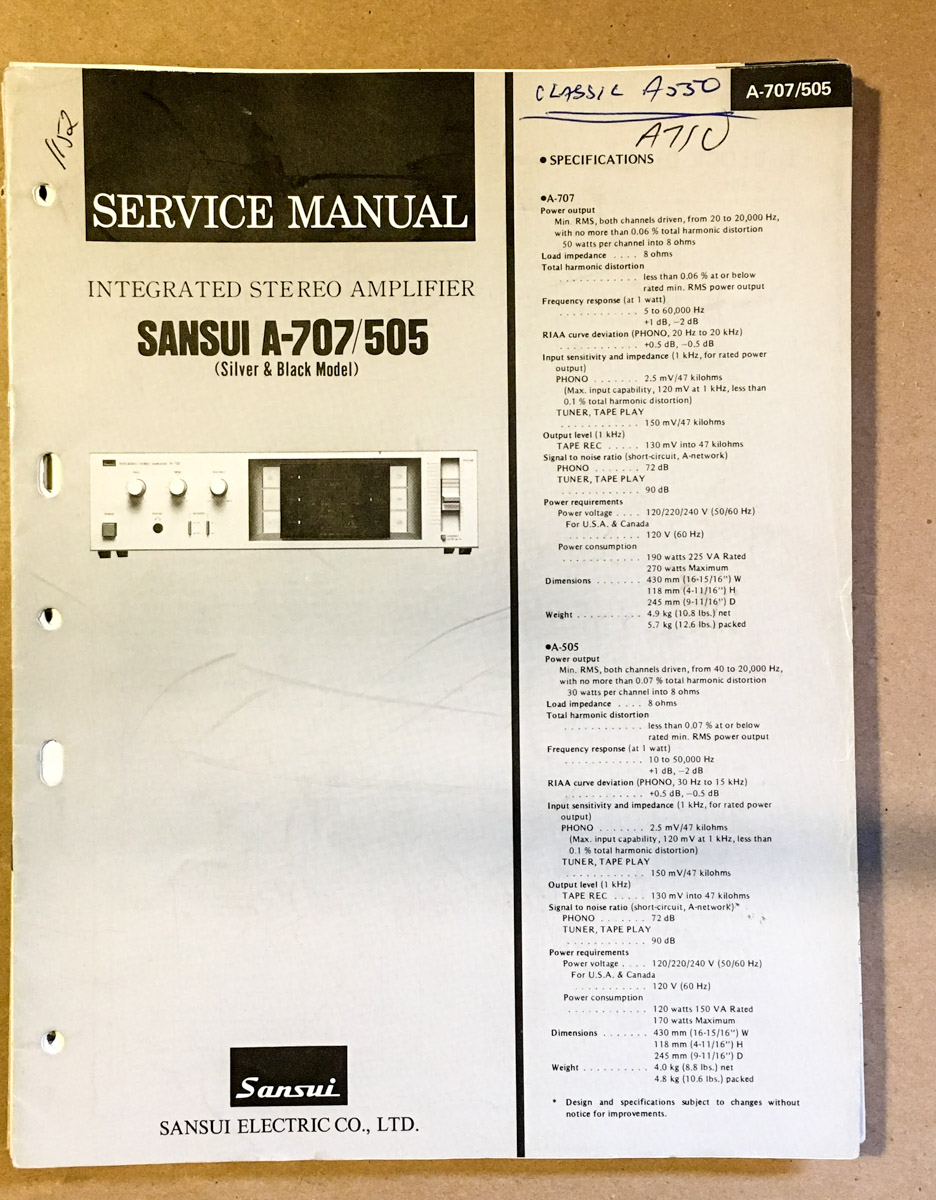 1152
SERVICE MANUAL
INTEGRATED STEREO AMPLIFIER
SANSUI A-707/505
(Silver & Black Model)
Sansui
SANSUI ELECTRIC CO., LTD.
CLASSIC A550
A710
A-707/505
• SPECIFICATIONS
•A-707
Power output
Min. RMS, both channels driven, from 20 to 20,000 Hz,
with no more than 0.06 % total harmonic distortion
50 watts per channel into 8 ohms
Load impedance . . . . 8 ohms
Total harmonic distortion
. . . . . . . . . . . . less than 0.06 % at or below
rated min. RMS power output
Frequency response (at 1 watt)
. . . . . . . . . . . . 5 to 60,000 Hz
+1 dB, −2 dB
RIAA curve deviation (PHONO, 20 Hz to 20 kHz)
. . . . . . . . . . . . +0.5 dB, −0.5 dB
Input sensitivity and impedance (1 kHz, for rated power
output)
PHONO . . . . . . . 2.5 mV/47 kilohms
(Max. input capability, 120 mV at 1 kHz, less than
0.1 % total harmonic distortion)
TUNER, TAPE PLAY
. . . . . . . . . . . . 150 mV/47 kilohms
Output level (1 kHz)
TAPE REC . . . . . 130 mV into 47 kilohms
Signal to noise ratio (short-circuit, A-network)
PHONO . . . . . . . 72 dB
TUNER, TAPE PLAY
. . . . . . . . . . . . 90 dB
Power requirements
Power voltage . . . . 120/220/240 V (50/60 Hz)
For U.S.A. & Canada
. . . . . . . . . . . 120 V (60 Hz)
Power consumption
. . . . . . . . . . . . 190 watts 225 VA Rated
270 watts Maximum
Dimensions . . . . . . . 430 mm (16-15/16") W
118 mm (4-11/16") H
245 mm (9-11/16") D
Weight . . . . . . . . . . 4.9 kg (10.8 lbs.) net
5.7 kg (12.6 lbs.) packed
•A-505
Power output
Min. RMS, both channels driven, from 40 to 20,000 Hz,
with no more than 0.07 % total harmonic distortion
30 watts per channel into 8 ohms
Load impedance . . . . 8 ohms
Total harmonic distortion
. . . . . . . . . . . . less than 0.07 % at or below
rated min. RMS power output
Frequency response (at 1 watt)
. . . . . . . . . . . . 10 to 50,000 Hz
+1 dB, −2 dB
RIAA curve deviation (PHONO, 30 Hz to 15 kHz)
. . . . . . . . . . . . +0.5 dB, −0.5 dB
Input sensitivity and impedance (1 kHz, for rated power
output)
PHONO . . . . . . . 2.5 mV/47 kilohms
(Max. input capability, 120 mV at 1 kHz, less than
0.1 % total harmonic distortion)
TUNER, TAPE PLAY
. . . . . . . . . . . . 150 mV/47 kilohms
Output level (1 kHz)
TAPE REC . . . . . 130 mV into 47 kilohms
Signal to noise ratio (short-circuit, A-network)
PHONO . . . . . . . 72 dB
TUNER, TAPE PLAY
. . . . . . . . . . . . 90 dB
Power requirements
Power voltage . . . . 120/220/240 V (50/60 Hz)
For U.S.A. & Canada
. . . . . . . . . . . 120 V (60 Hz)
Power consumption
. . . . . . . . . . . . 120 watts 150 VA Rated
170 watts Maximum
Dimensions . . . . . . . 430 mm (16-15/16") W
118 mm (4-11/16") H
245 mm (9-11/16") D
Weight . . . . . . . . . . 4.0 kg (8.8 lbs.) net
4.8 kg (10.6 lbs.) packed
* Design and specifications subject to changes without
notice for improvements.